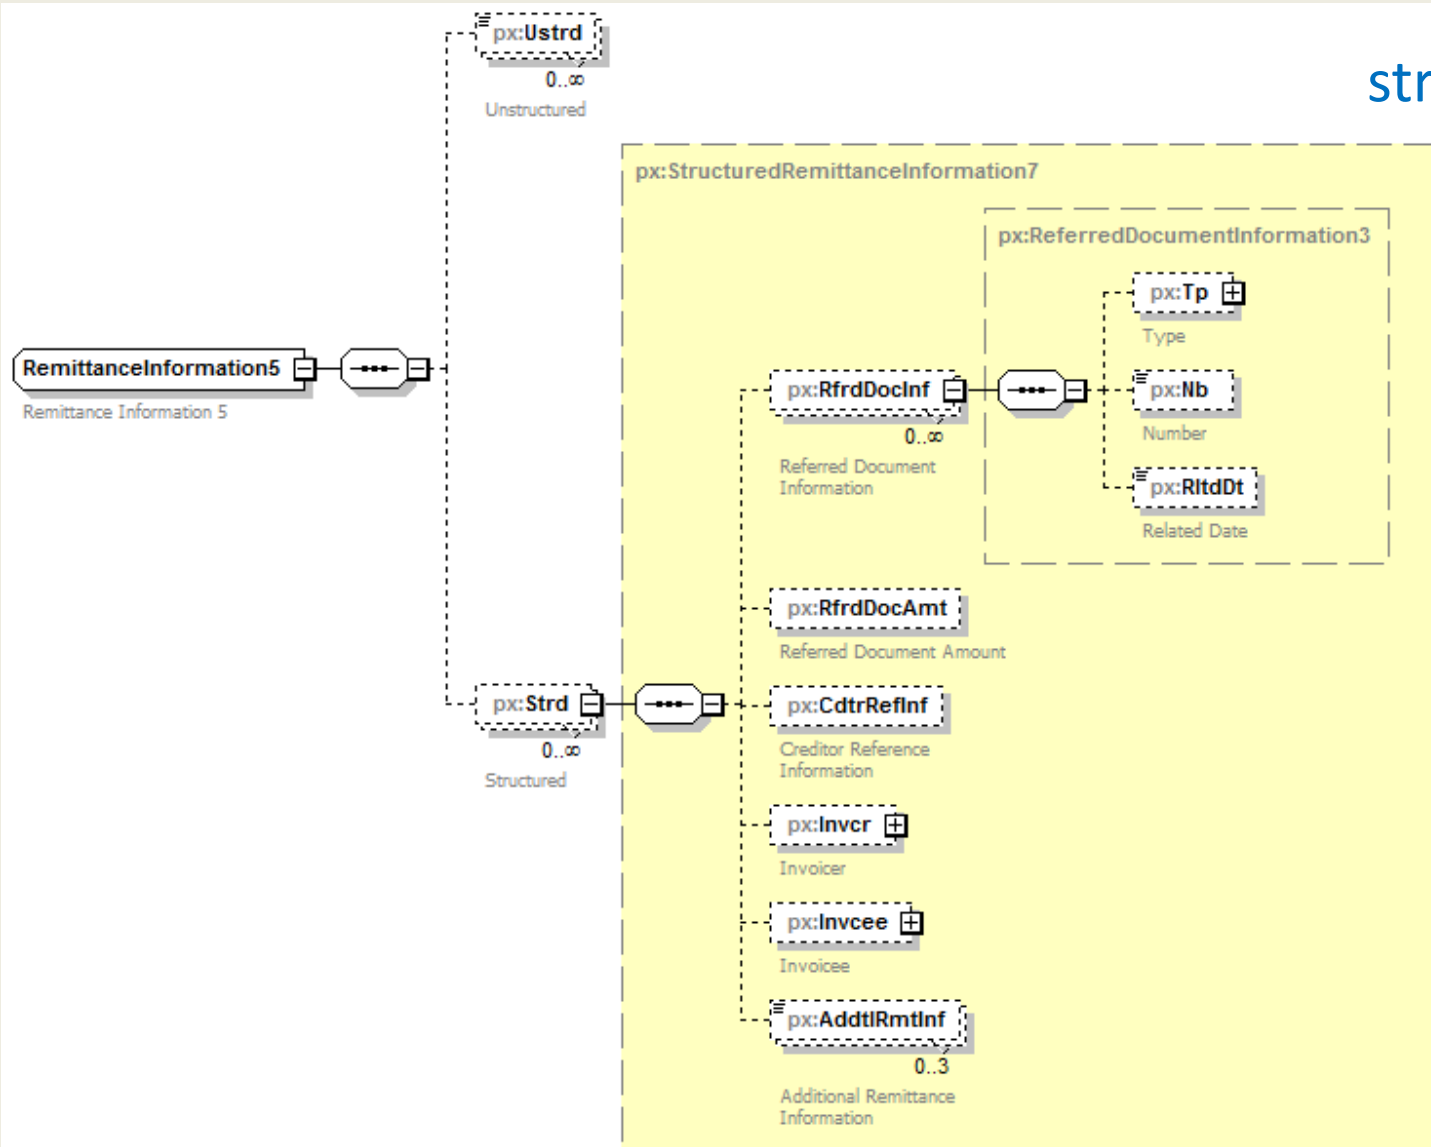 px:Ustrd
0..∞
Unstructured
str
px:StructuredRemittanceInformation7
px:ReferredDocumentInformation3
px:Tp
Type
RemittanceInformation5
Remittance Information 5
px:RfrdDocInf
0..∞
Referred Document
Information
px:Nb
Number
px:RltdDt
Related Date
px:RfrdDocAmt
Referred Document Amount
px:Strd
0..∞
Structured
px:CdtrRefInf
Creditor Reference
Information
px:Invcr
Invoicer
px:Invcee
Invoicee
px:AddtlRmtInf
0..3
Additional Remittance
Information